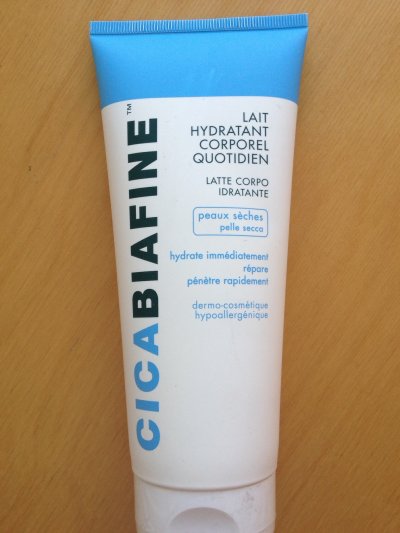 CICABIAFINE™
LAIT
HYDRATANT
CORPOREL
QUOTIDIEN
LATTE CORPO
IDRATANTE
peaux sèches
pelle secca
hydrate immédiatement
répare
pénètre rapidement
dermo-cosmétique
hypoallergénique